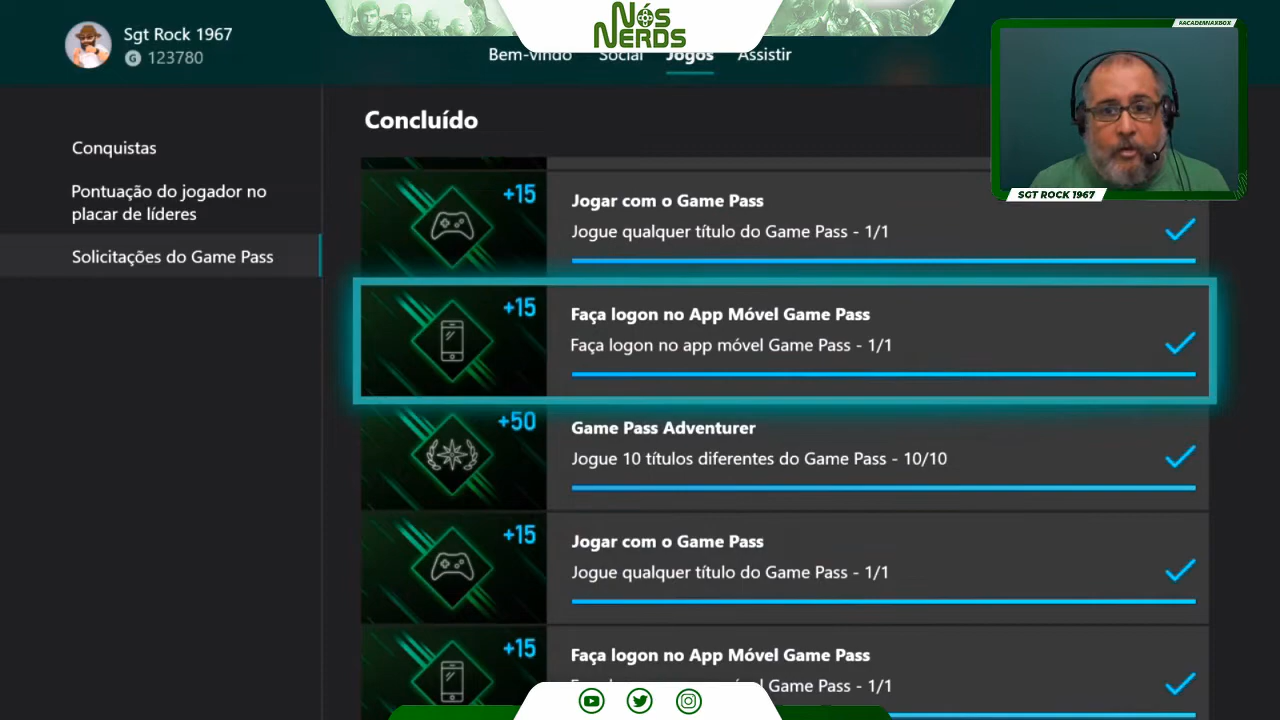 Sgt Rock 1967
G 123780
NÓS
NERDS
Bem-vindo Social Jogos Assistir
#ACADEMIAXBOX
SGT ROCK 1967
Conquistas
Pontuação do jogador no
placar de líderes
Solicitações do Game Pass
Concluído
+15
Jogar com o Game Pass
Jogue qualquer título do Game Pass - 1/1
+15
Faça logon no App Móvel Game Pass
Faça logon no app móvel Game Pass - 1/1
+50
Game Pass Adventurer
Jogue 10 títulos diferentes do Game Pass - 10/10
+15
Jogar com o Game Pass
Jogue qualquer título do Game Pass - 1/1
+15
Faça logon no App Móvel Game Pass
Game Pass - 1/1